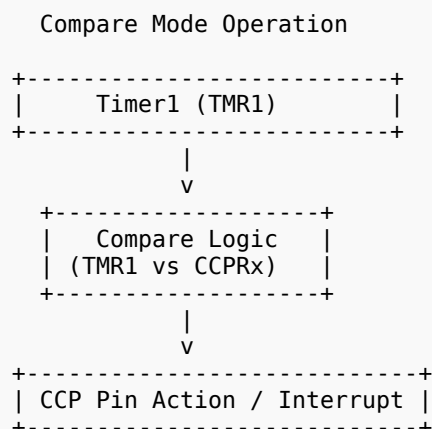 Compare Mode Operation
Timer1 (TMR1)
Compare Logic
(TMR1 vs CCPRx)
CCP Pin Action / Interrupt